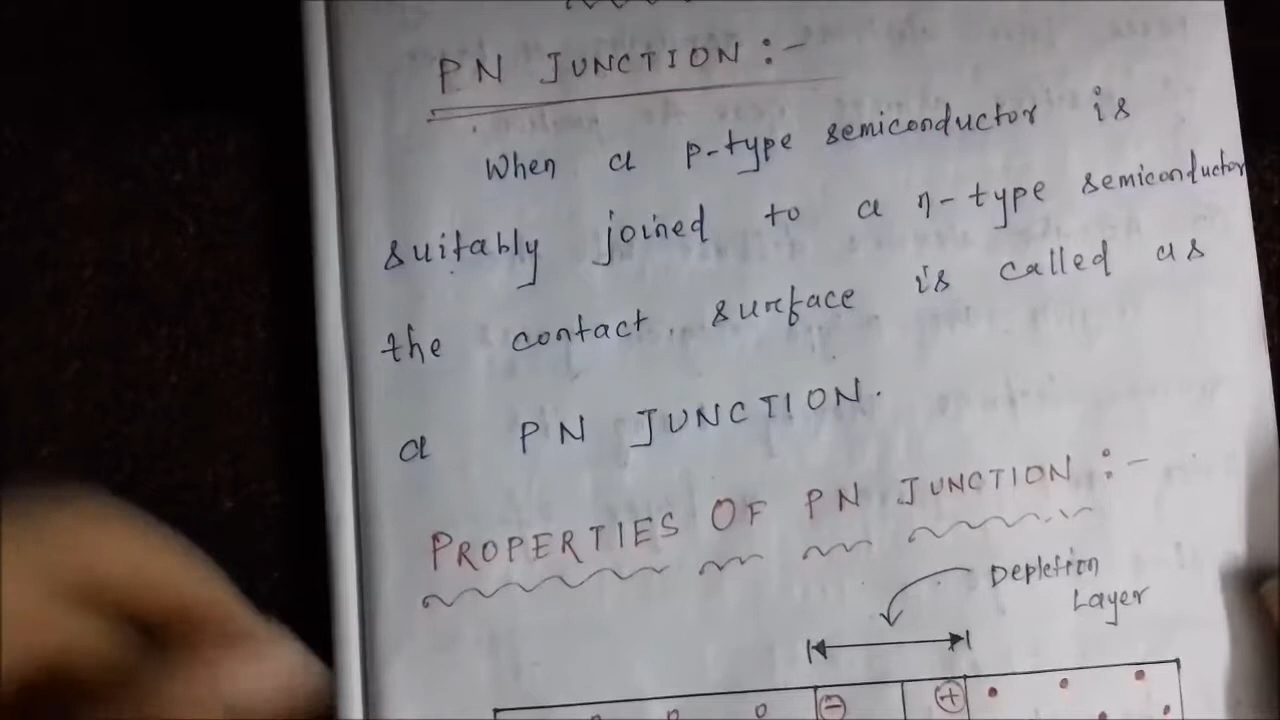 PN JUNCTION :-
When a p-type semiconductor is
suitably joined to a n-type semiconductor
the contact surface is called as
a PN JUNCTION.
PROPERTIES OF PN JUNCTION :-
Depletion
Layer
- +